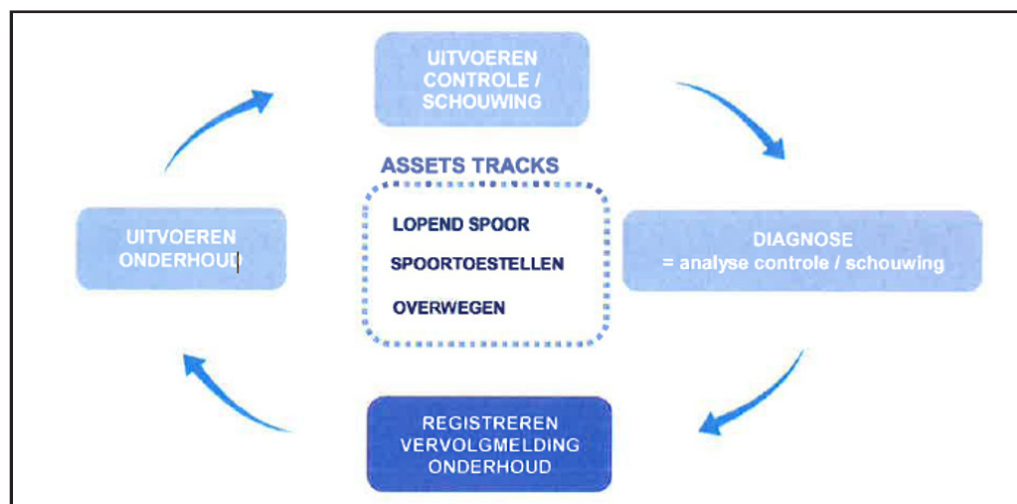 UITVOEREN
CONTROLE /
SCHOUWING
ASSETS TRACKS
LOPEND SPOOR
SPOORTOESTELLEN
OVERWEGEN
UITVOEREN
ONDERHOUD
DIAGNOSE
= analyse controle / schouwing
REGISTREREN
VERVOLGMELDING
ONDERHOUD